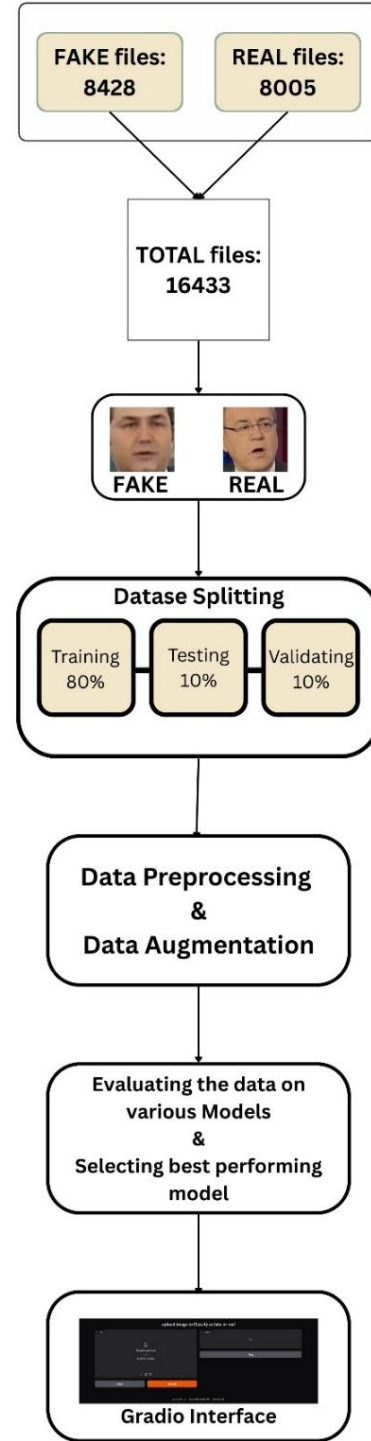 FAKE files:
8428
REAL files:
8005
TOTAL files:
16433
FAKE
REAL
Datase Splitting
Training
80%
Testing
10%
Validating
10%
Data Preprocessing
&
Data Augmentation
Evaluating the data on
various Models
&
Selecting best performing
model
Gradio Interface